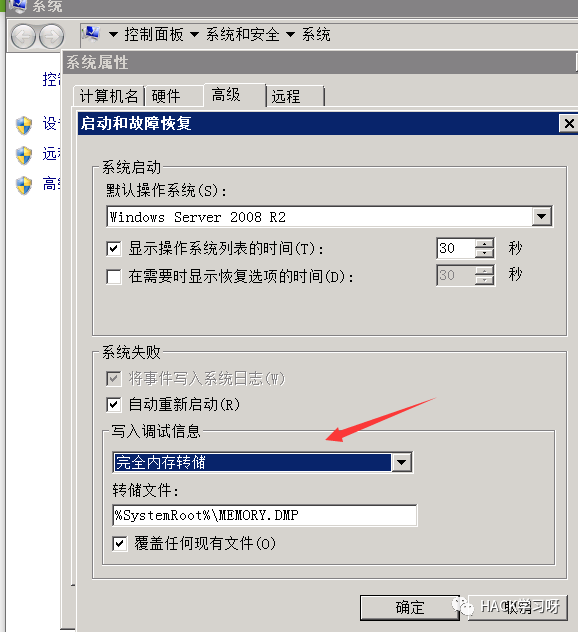 系统
控制面板 系统和安全 系统
系统属性
计算机名 硬件 高级 远程
启动和故障恢复
系统启动
默认操作系统(S):
Windows Server 2008 R2
显示操作系统列表的时间(T): 30 秒
在需要时显示恢复选项的时间(D): 30 秒
系统失败
将事件写入系统日志(W)
自动重新启动(R)
写入调试信息
完全内存转储
转储文件:
%SystemRoot%\MEMORY.DMP
覆盖任何现有文件(O)
确定 取消
HACK学习呀